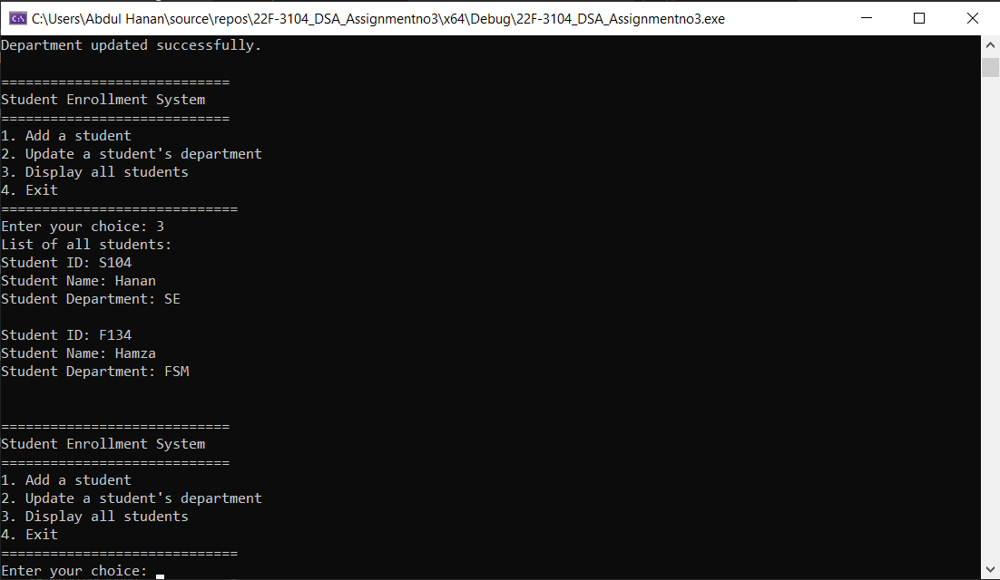 C:\Users\Abdul Hanan\source\repos\22F-3104_DSA_Assignmentno3\x64\Debug\22F-3104_DSA_Assignmentno3.exe
Department updated successfully.
============================
Student Enrollment System
============================
1. Add a student
2. Update a student's department
3. Display all students
4. Exit
=============================
Enter your choice: 3
List of all students:
Student ID: S104
Student Name: Hanan
Student Department: SE
Student ID: F134
Student Name: Hamza
Student Department: FSM
============================
Student Enrollment System
============================
1. Add a student
2. Update a student's department
3. Display all students
4. Exit
=============================
Enter your choice: